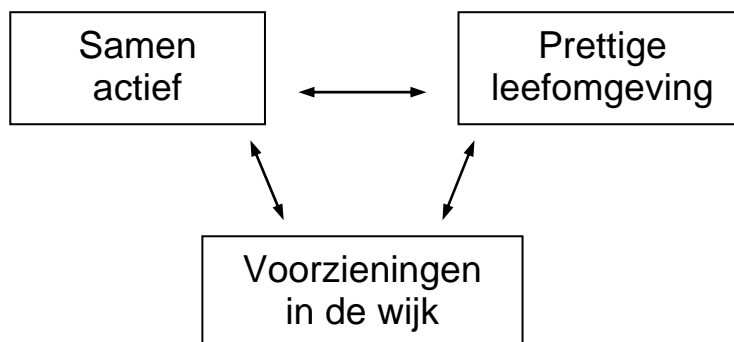 Samen
actief
Prettige
leefomgeving
Voorzieningen
in de wijk